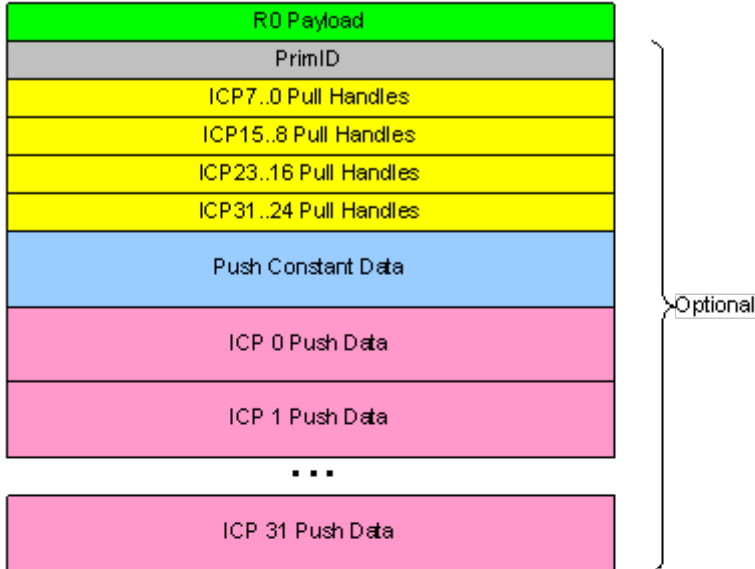 R0 Payload
PrimID
ICP7..0 Pull Handles
ICP15..8 Pull Handles
ICP23..16 Pull Handles
ICP31..24 Pull Handles
Push Constant Data
Optional
ICP 0 Push Data
ICP 1 Push Data
...
ICP 31 Push Data